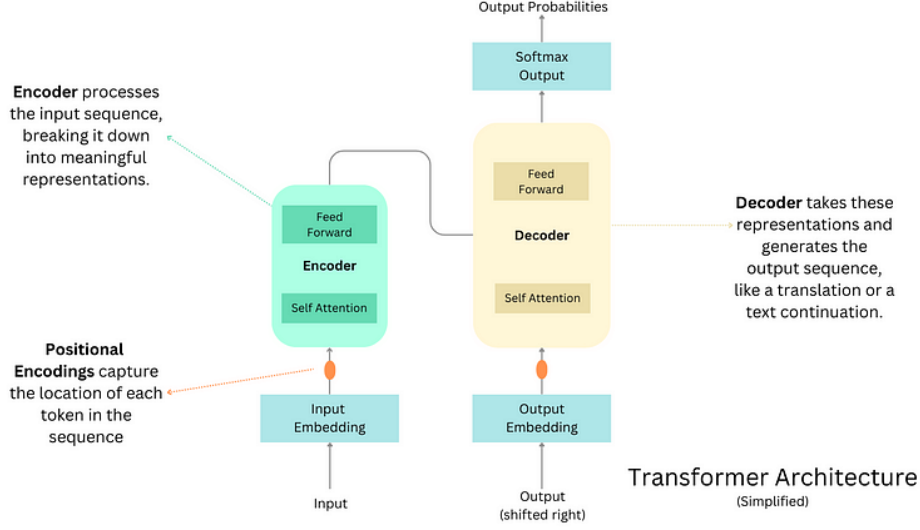 Output Probabilities
Softmax
Output
Encoder processes
the input sequence,
breaking it down
into meaningful
representations.
Feed
Forward
Encoder
Self Attention
Feed
Forward
Decoder
Self Attention
Decoder takes these
representations and
generates the
output sequence,
like a translation or a
text continuation.
Positional
Encodings capture
the location of each
token in the
sequence
Input
Embedding
Output
Embedding
Input
Output
(shifted right)
Transformer Architecture
(Simplified)